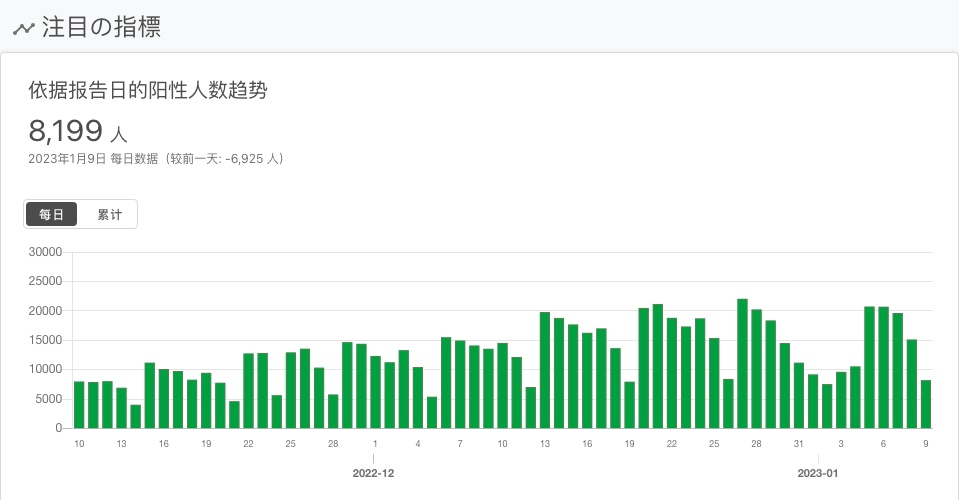 注目の指標
依据报告日的阳性人数趋势
8,199 人
2023年1月9日 每日数据（较前一天: -6,925 人）
每日 累计
30000
25000
20000
15000
10000
5000
0
10 13 16 19 22 25 28 1 4 7 10 13 16 19 22 25 28 31 3 6 9
2022-12 2023-01